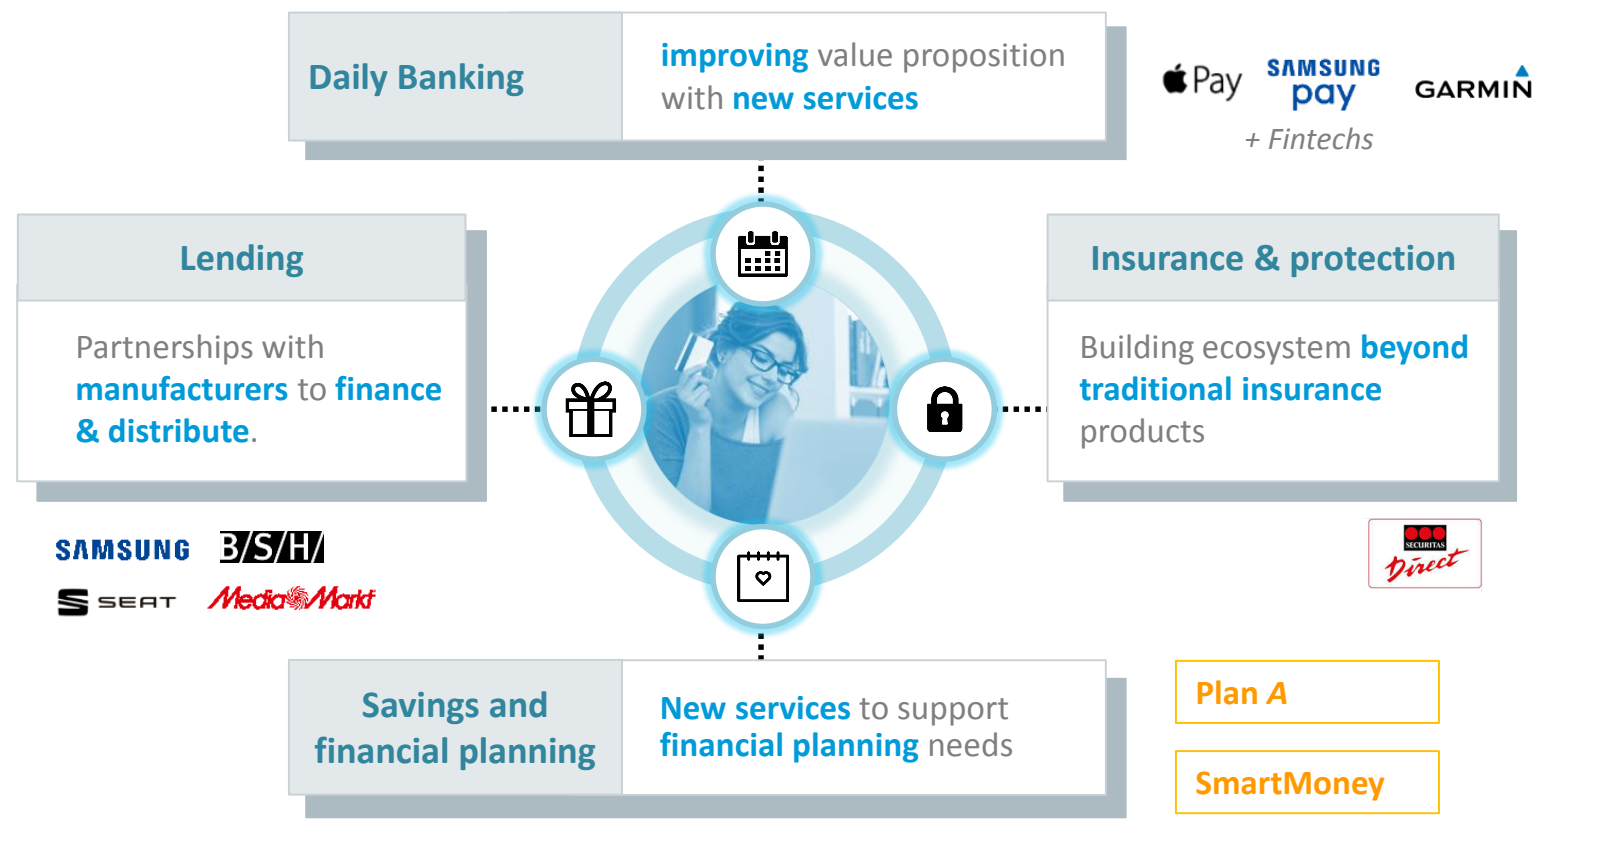 Daily Banking
improving value proposition
with new services
Pay
SAMSUNG
pay
GARMIN
+ Fintechs
Lending
Partnerships with
manufacturers to finance
& distribute.
SAMSUNG
B/S/H/
SEAT
Media Markt
Insurance & protection
Building ecosystem beyond
traditional insurance
products
SECURITAS
Direct
Savings and
financial planning
New services to support
financial planning needs
Plan A
SmartMoney